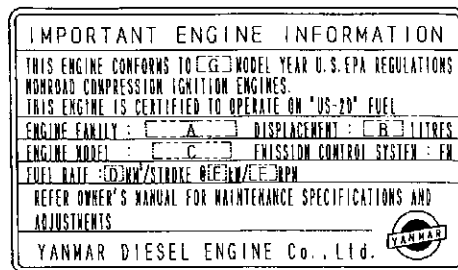 IMPORTANT ENGINE INFORMATION
THIS ENGINE CONFORMS TO G MODEL YEAR U.S.EPA REGULATIONS
NONROAD COMPRESSION IGNITION ENGINES.
THIS ENGINE IS CERTIFIED TO OPERATE ON "US-2D" FUEL
ENGINE FAMILY : A DISPLACEMENT : B LITRES
ENGINE MODEL : C EMISSION CONTROL SYSTEM : EM
FUEL RATE : D MM³/STROKE @ E kW/ F RPM
REFER OWNER'S MANUAL FOR MAINTENANCE SPECIFICATIONS AND
ADJUSTMENTS
YANMAR DIESEL ENGINE Co., Ltd. YANMAR